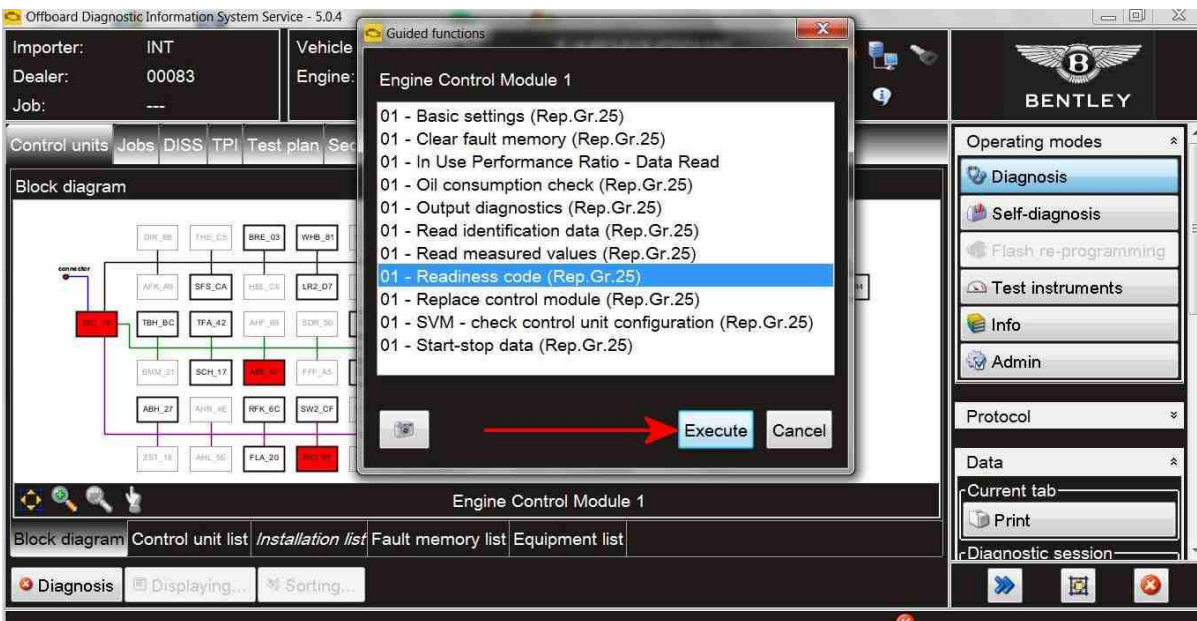 Offboard Diagnostic Information System Service - 5.0.4
Importer: INT
Dealer: 00083
Job: ---
Vehicle
Engine:
BENTLEY
Control units Jobs DISS TPI Test plan Sec
Block diagram
connector
BRE_03 WHB_81
SFS_CA LR2_D7
TBH_BC TFA_42
SCH_17
ABH_27 RFK_6C SW2_CF
FLA_20
Engine Control Module 1
Block diagram Control unit list Installation list Fault memory list Equipment list
Diagnosis Displaying... Sorting...
Guided functions
Engine Control Module 1
01 - Basic settings (Rep.Gr.25)
01 - Clear fault memory (Rep.Gr.25)
01 - In Use Performance Ratio - Data Read
01 - Oil consumption check (Rep.Gr.25)
01 - Output diagnostics (Rep.Gr.25)
01 - Read identification data (Rep.Gr.25)
01 - Read measured values (Rep.Gr.25)
01 - Readiness code (Rep.Gr.25)
01 - Replace control module (Rep.Gr.25)
01 - SVM - check control unit configuration (Rep.Gr.25)
01 - Start-stop data (Rep.Gr.25)
Execute Cancel
Operating modes
Diagnosis
Self-diagnosis
Flash re-programming
Test instruments
Info
Admin
Protocol
Data
Current tab
Print
Diagnostic session